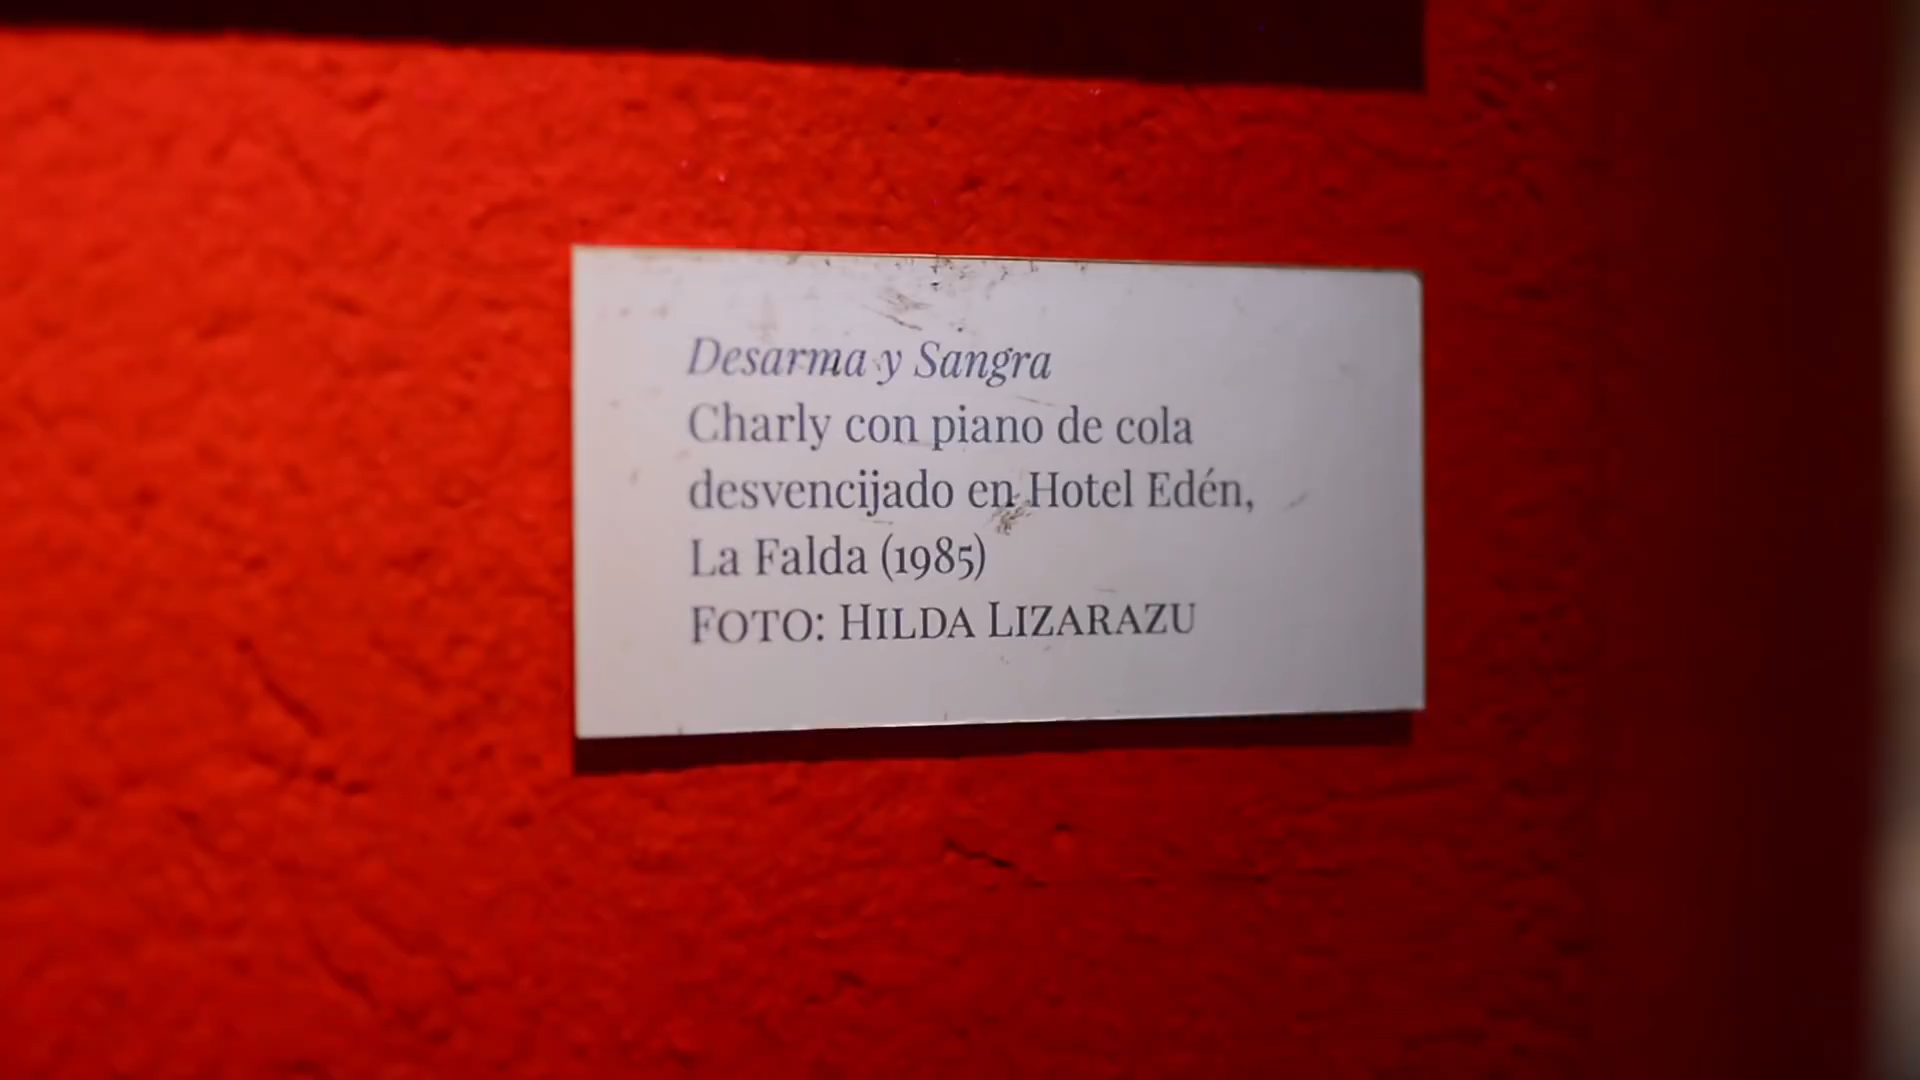 Desarma y Sangra
Charly con piano de cola
desvencijado en Hotel Edén,
La Falda (1985)
FOTO: HILDA LIZARAZU